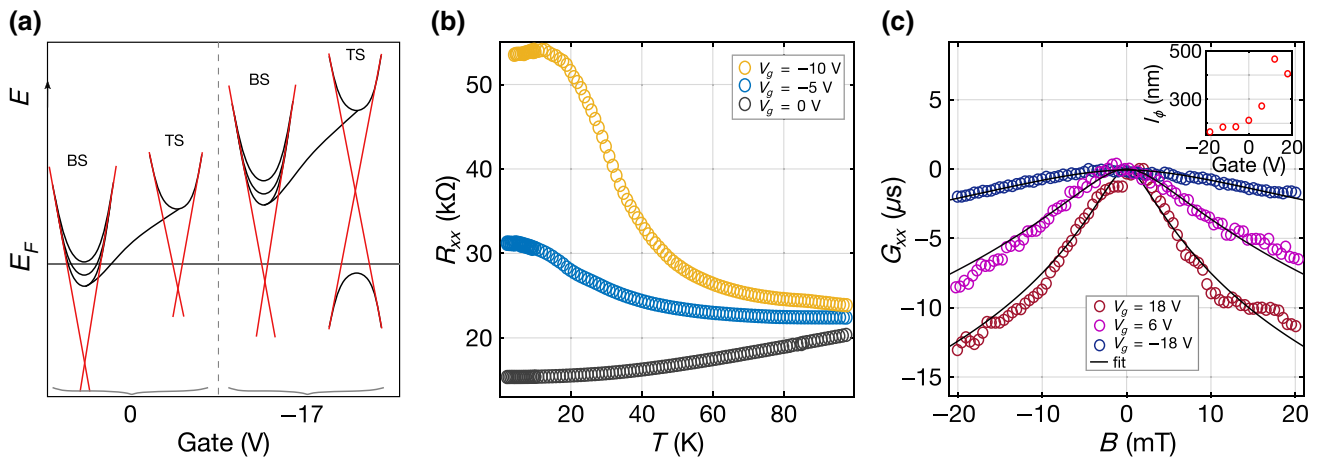 (a)
E
E_F
BS
TS
BS
TS
0
−17
Gate (V)
(b)
R_xx (kΩ)
50
40
30
20
V_g = −10 V
V_g = −5 V
V_g = 0 V
20
40
60
80
T (K)
(c)
G_xx (µs)
5
0
−5
−10
−15
V_g = 18 V
V_g = 6 V
V_g = −18 V
fit
−20
−10
0
10
20
B (mT)
l_ϕ (nm)
500
300
−20
0
20
Gate (V)